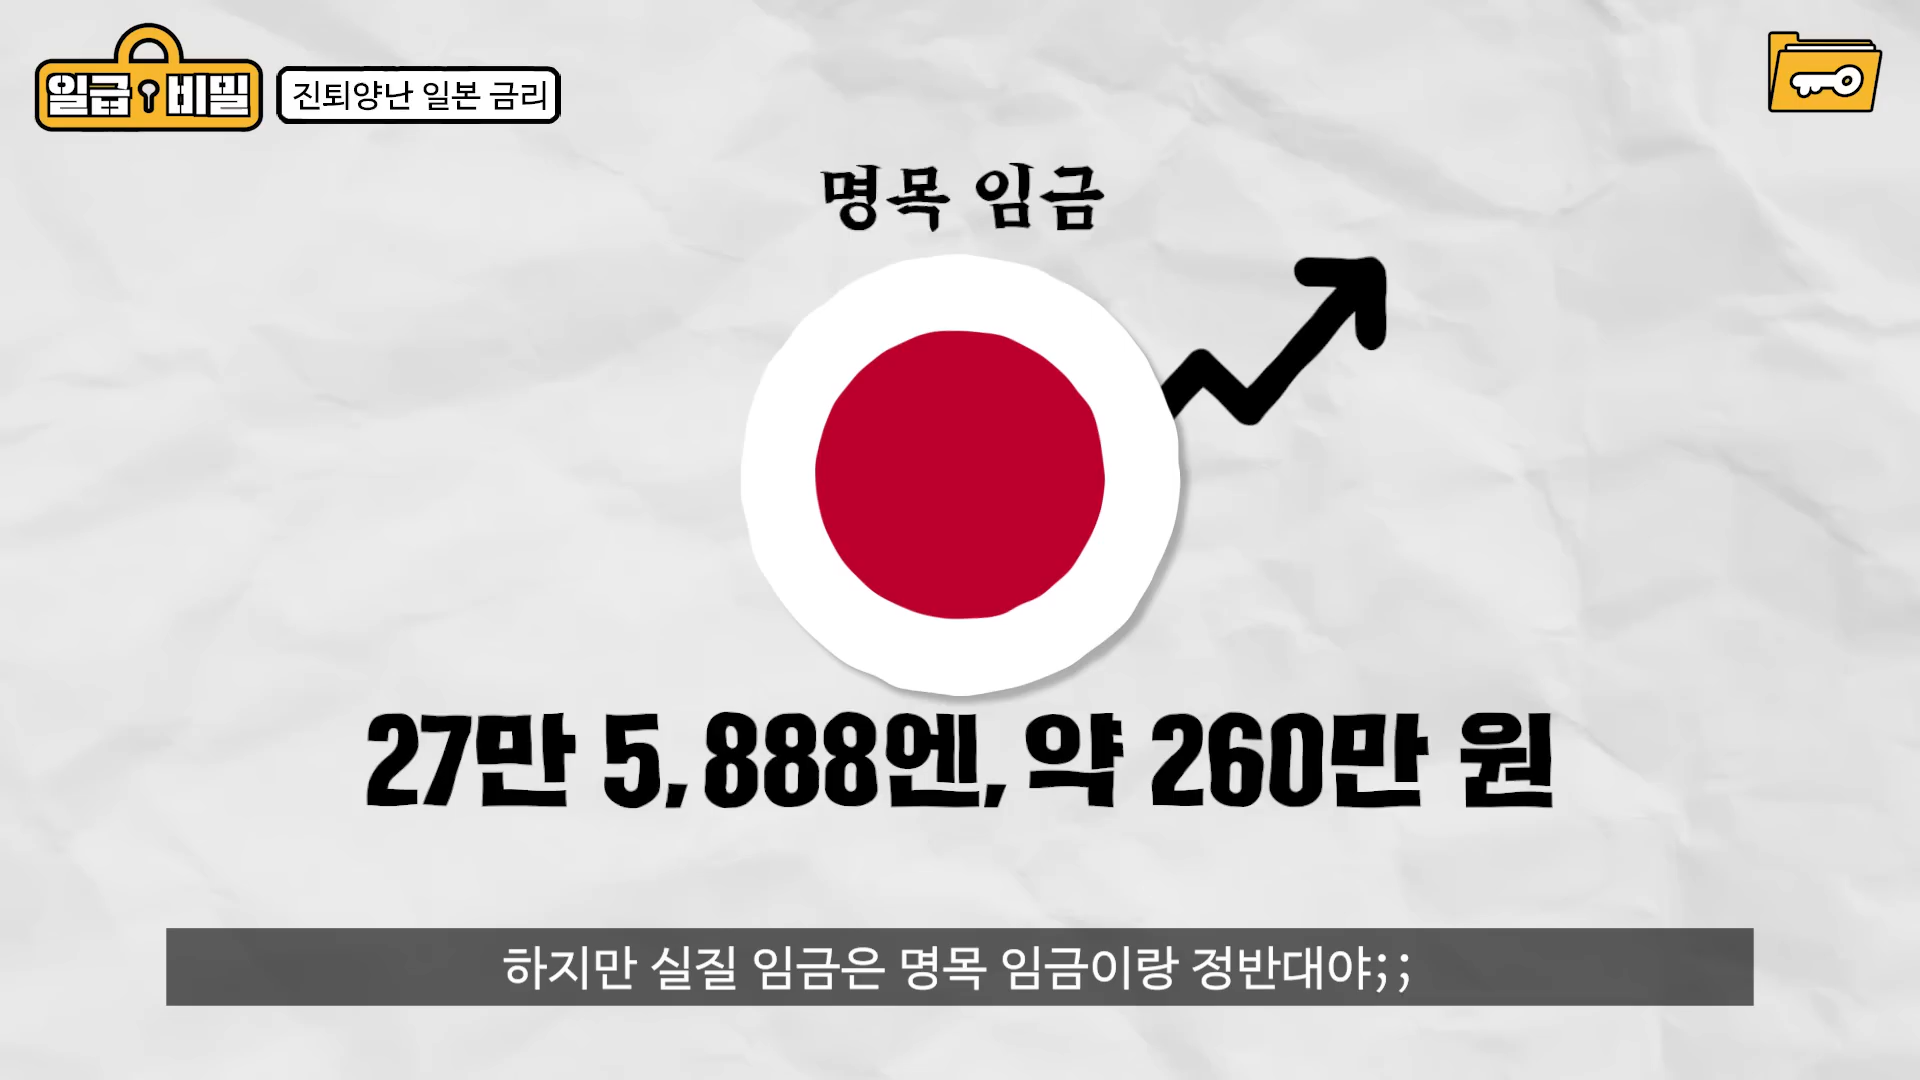 일급비밀
진퇴양난 일본 금리
명목 임금
27만 5,888엔, 약 260만 원
하지만 실질 임금은 명목 임금이랑 정반대야;;